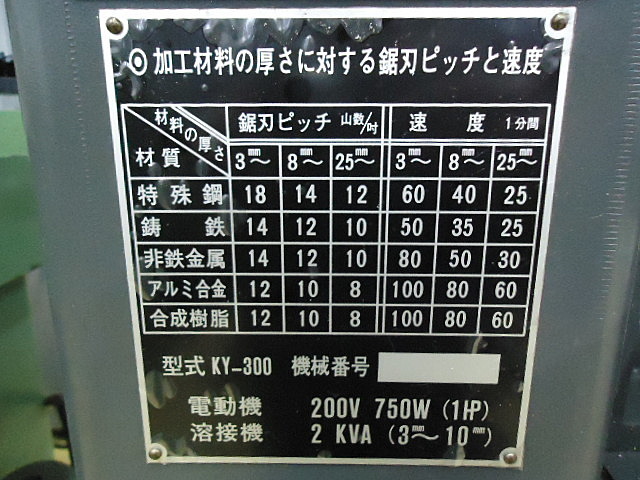 ◎ 加工材料の厚さに対する鋸刃ピッチと速度
材料の厚さ 鋸刃ピッチ 山数/吋 速度 1分間
材質 3mm〜 8mm〜 25mm〜 3mm〜 8mm〜 25mm〜
特殊鋼 18 14 12 60 40 25
鋳鉄 14 12 10 50 35 25
非鉄金属 14 12 10 80 50 30
アルミ合金 12 10 8 100 80 60
合成樹脂 12 10 8 100 80 60
型式 KY-300 機械番号
電動機 200V 750W (1HP)
溶接機 2 KVA (3mm〜10mm)